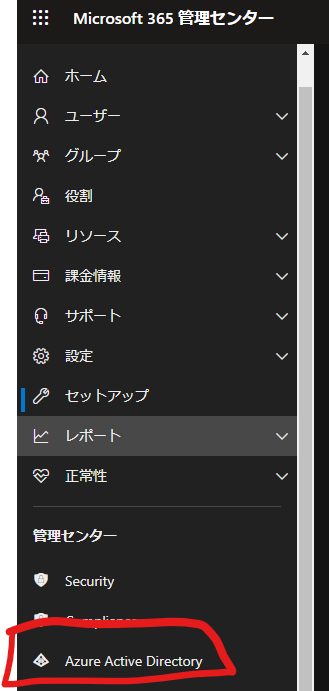 Microsoft 365 管理センター
ホーム
ユーザー
グループ
役割
リソース
課金情報
サポート
設定
セットアップ
レポート
正常性
管理センター
Security
Compliance
Azure Active Directory